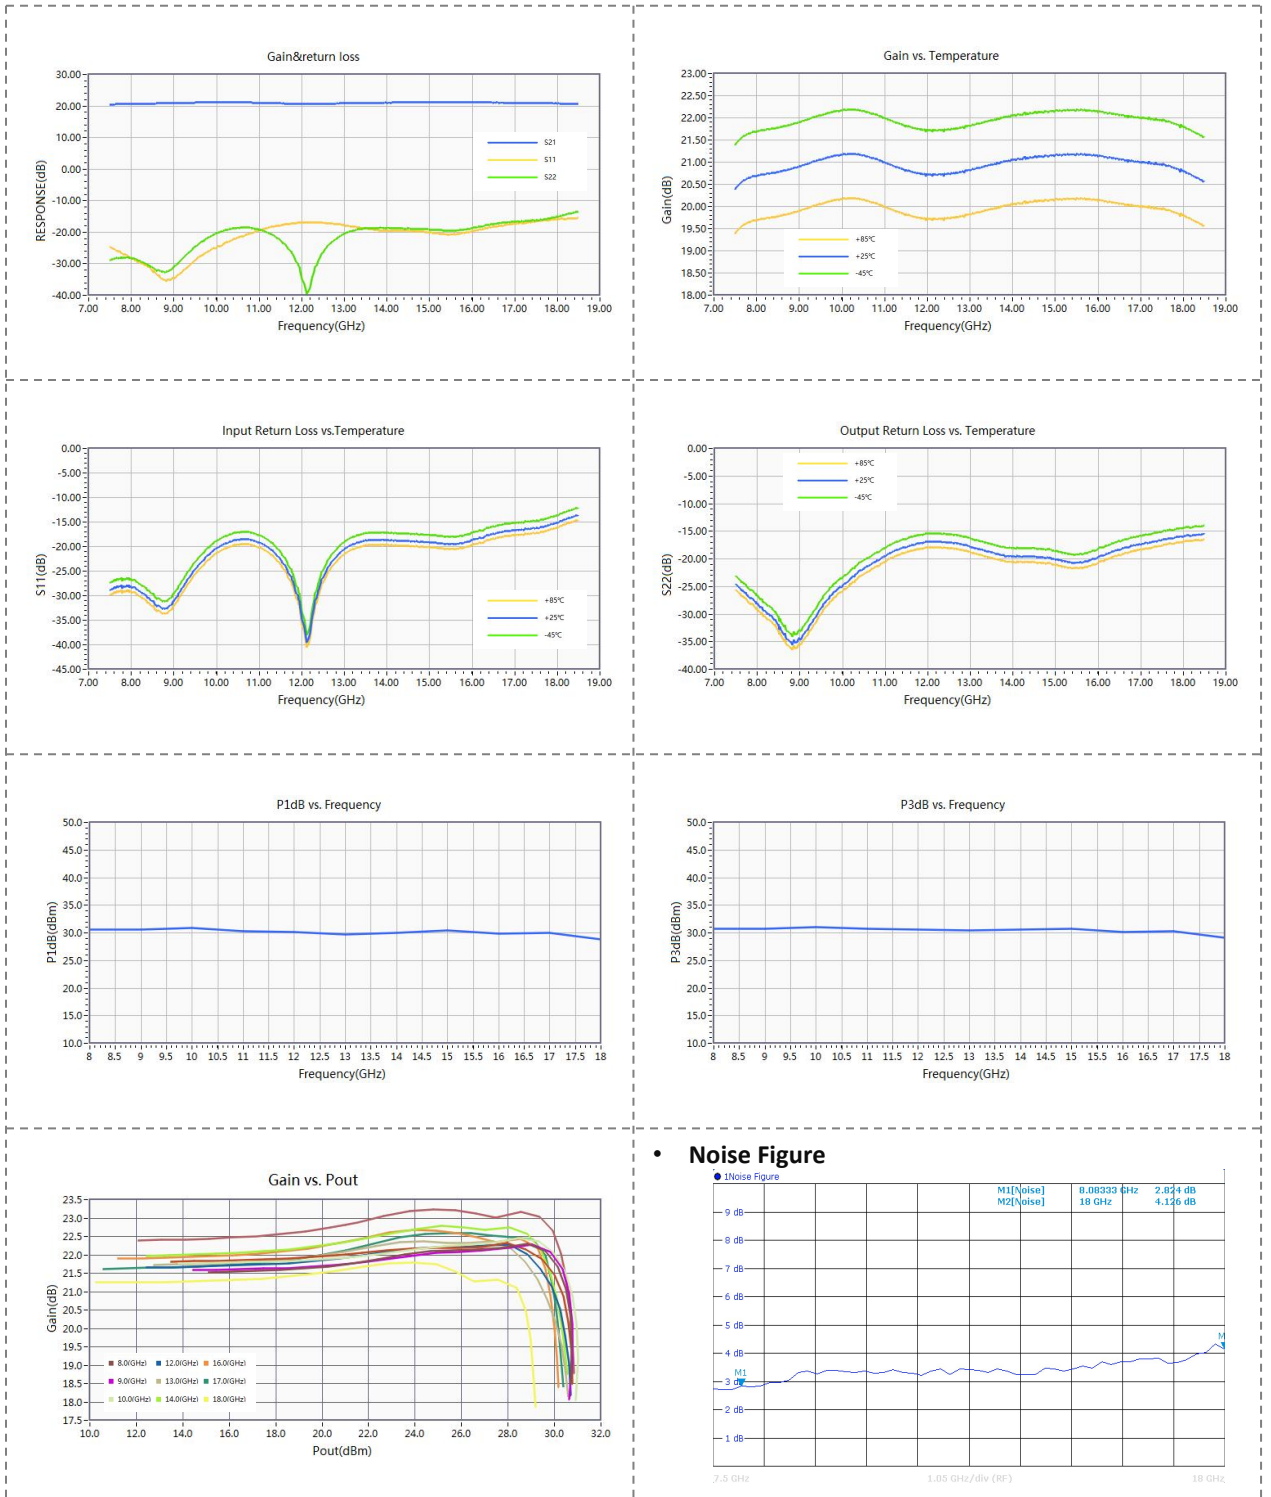 Gain&return loss
30.00
20.00
10.00
0.00
-10.00
-20.00
-30.00
-40.00
RESPONSE(dB)
S21
S11
S22
7.00 8.00 9.00 10.00 11.00 12.00 13.00 14.00 15.00 16.00 17.00 18.00 19.00
Frequency(GHz)
Gain vs. Temperature
23.00
22.50
22.00
21.50
21.00
20.50
20.00
19.50
19.00
18.50
18.00
Gain(dB)
+85℃
+25℃
-45℃
7.00 8.00 9.00 10.00 11.00 12.00 13.00 14.00 15.00 16.00 17.00 18.00 19.00
Frequency(GHz)
Input Return Loss vs.Temperature
0.00
-5.00
-10.00
-15.00
-20.00
-25.00
-30.00
-35.00
-40.00
-45.00
S11(dB)
+85℃
+25℃
-45℃
7.00 8.00 9.00 10.00 11.00 12.00 13.00 14.00 15.00 16.00 17.00 18.00 19.00
Frequency(GHz)
Output Return Loss vs. Temperature
0.00
-5.00
-10.00
-15.00
-20.00
-25.00
-30.00
-35.00
-40.00
S22(dB)
+85℃
+25℃
-45℃
7.00 8.00 9.00 10.00 11.00 12.00 13.00 14.00 15.00 16.00 17.00 18.00 19.00
Frequency(GHz)
P1dB vs. Frequency
50.0
45.0
40.0
35.0
30.0
25.0
20.0
15.0
10.0
P1dB(dBm)
8 8.5 9 9.5 10 10.5 11 11.5 12 12.5 13 13.5 14 14.5 15 15.5 16 16.5 17 17.5 18
Frequency(GHz)
P3dB vs. Frequency
50.0
45.0
40.0
35.0
30.0
25.0
20.0
15.0
10.0
P3dB(dBm)
8 8.5 9 9.5 10 10.5 11 11.5 12 12.5 13 13.5 14 14.5 15 15.5 16 16.5 17 17.5 18
Frequency(GHz)
Gain vs. Pout
23.5
23.0
22.5
22.0
21.5
21.0
20.5
20.0
19.5
19.0
18.5
18.0
17.5
Gain(dB)
8.0(GHz) 12.0(GHz) 16.0(GHz)
9.0(GHz) 13.0(GHz) 17.0(GHz)
10.0(GHz) 14.0(GHz) 18.0(GHz)
10.0 12.0 14.0 16.0 18.0 20.0 22.0 24.0 26.0 28.0 30.0 32.0
Pout(dBm)
• Noise Figure
1Noise Figure
M1[Noise] 8.08333 GHz 2.824 dB
M2[Noise] 18 GHz 4.126 dB
9 dB
8 dB
7 dB
6 dB
5 dB
4 dB
3 dB
2 dB
1 dB
M1
M
7.5 GHz 1.05 GHz/div (RF) 18 GHz